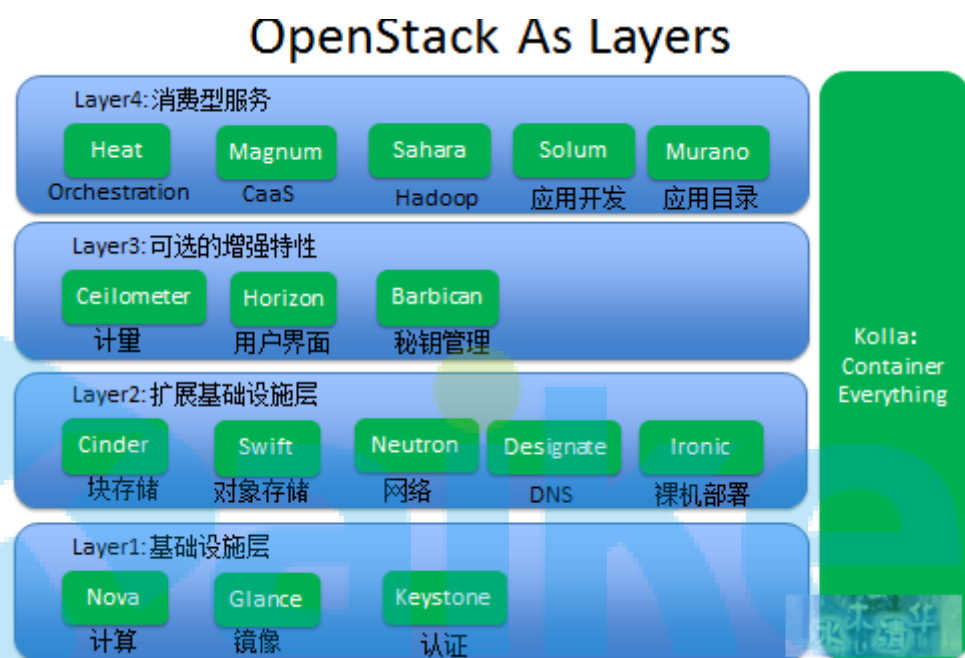 OpenStack As Layers
Layer4:消费型服务
Heat Magnum Sahara Solum Murano
Orchestration CaaS Hadoop 应用开发 应用目录
Layer3:可选的增强特性
Ceilometer Horizon Barbican
计量 用户界面 秘钥管理
Layer2:扩展基础设施层
Cinder Swift Neutron Designate Ironic
块存储 对象存储 网络 DNS 裸机部署
Layer1:基础设施层
Nova Glance Keystone
计算 镜像 认证
Kolla:
Container
Everything
木 清 华